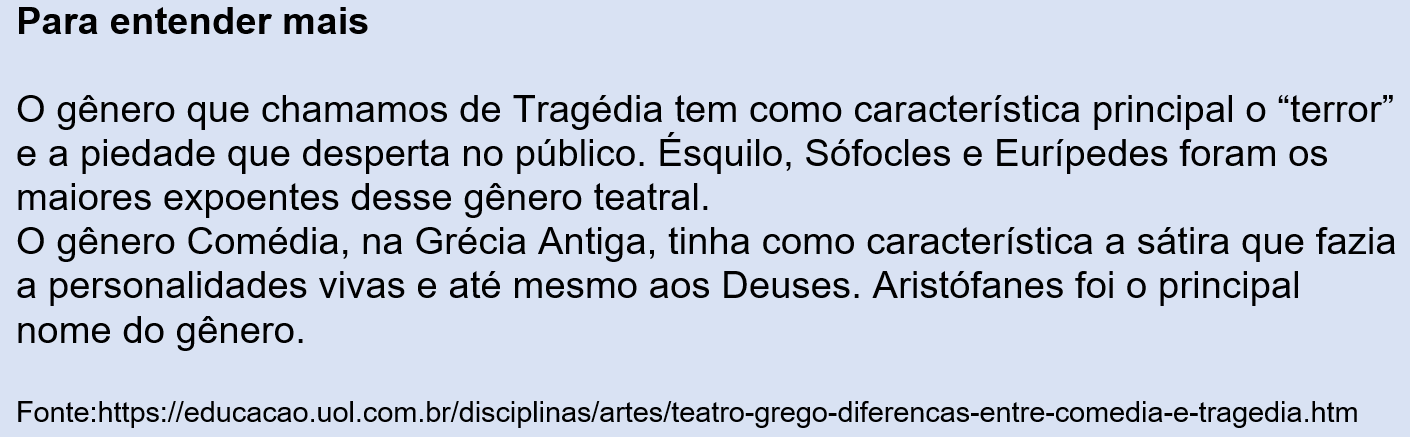 Para entender mais
O gênero que chamamos de Tragédia tem como característica principal o “terror”
e a piedade que desperta no público. Ésquilo, Sófocles e Eurípedes foram os
maiores expoentes desse gênero teatral.
O gênero Comédia, na Grécia Antiga, tinha como característica a sátira que fazia
a personalidades vivas e até mesmo aos Deuses. Aristófanes foi o principal
nome do gênero.
Fonte:https://educacao.uol.com.br/disciplinas/artes/teatro-grego-diferencas-entre-comedia-e-tragedia.htm